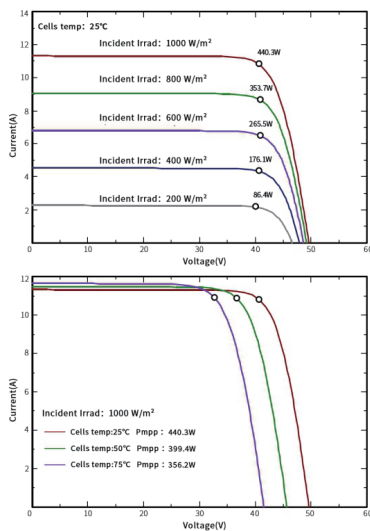 14
Cells temp: 25℃
Incident Irrad: 1000 W/m²
440.3W
12
10
Incident Irrad: 800 W/m²
353.7W
8
Incident Irrad: 600 W/m²
265.5W
6
Incident Irrad: 400 W/m²
176.1W
4
Incident Irrad: 200 W/m²
86.4W
2
Current(A)
0 10 20 30 40 50 60
Voltage(V)
12
10
8
6
4
2
Current(A)
Incident Irrad: 1000 W/m²
Cells temp:25℃ Pmpp : 440.3W
Cells temp:50℃ Pmpp : 399.4W
Cells temp:75℃ Pmpp : 356.2W
0 10 20 30 40 50 60
Voltage(V)